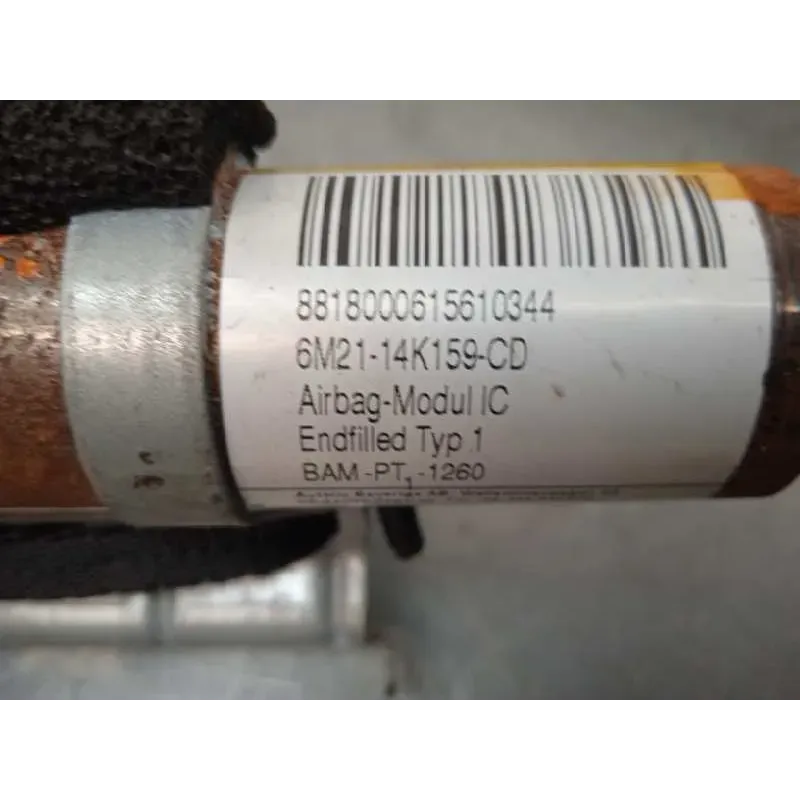 8818000615610344
6M21-14K159-CD
Airbag-Modul IC
Endfilled Typ 1
BAM-PT₁-1260